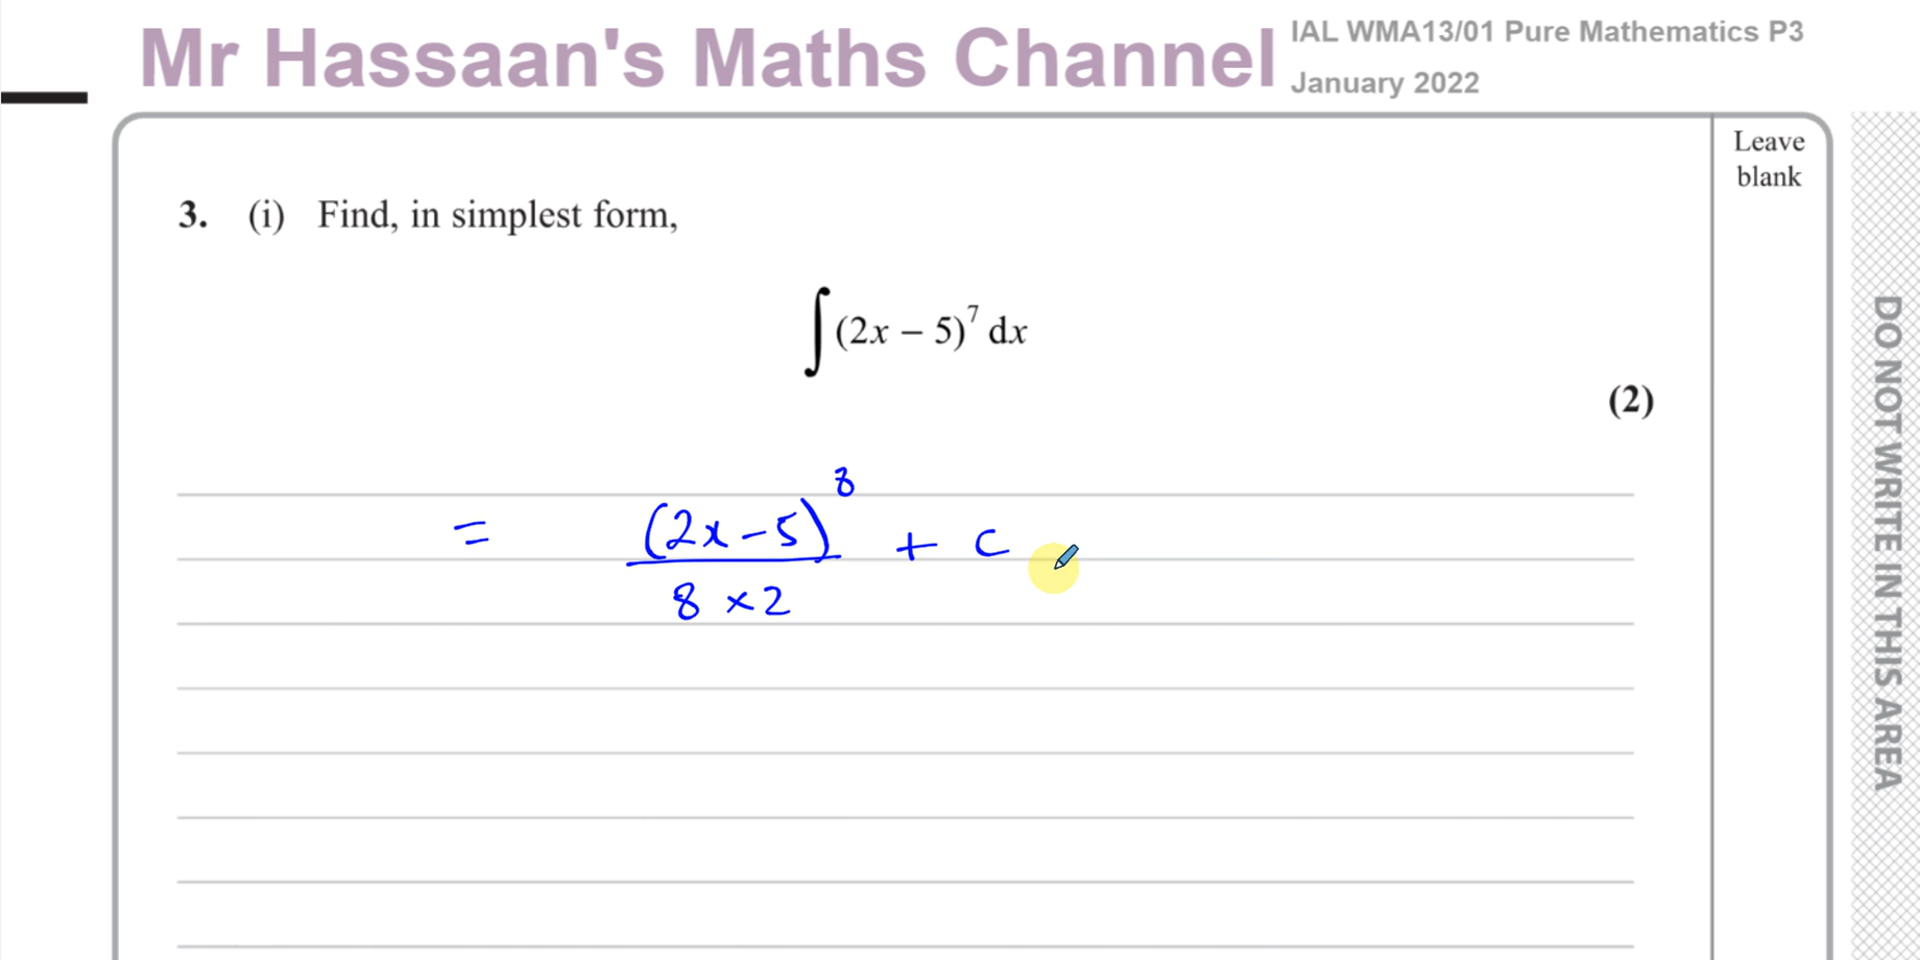 Mr Hassaan's Maths Channel
IAL WMA13/01 Pure Mathematics P3
January 2022
Leave
blank
3. (i) Find, in simplest form,
∫(2x − 5)⁷ dx
(2)
= (2x-5)⁸ / 8 × 2 + c
DO NOT WRITE IN THIS AREA